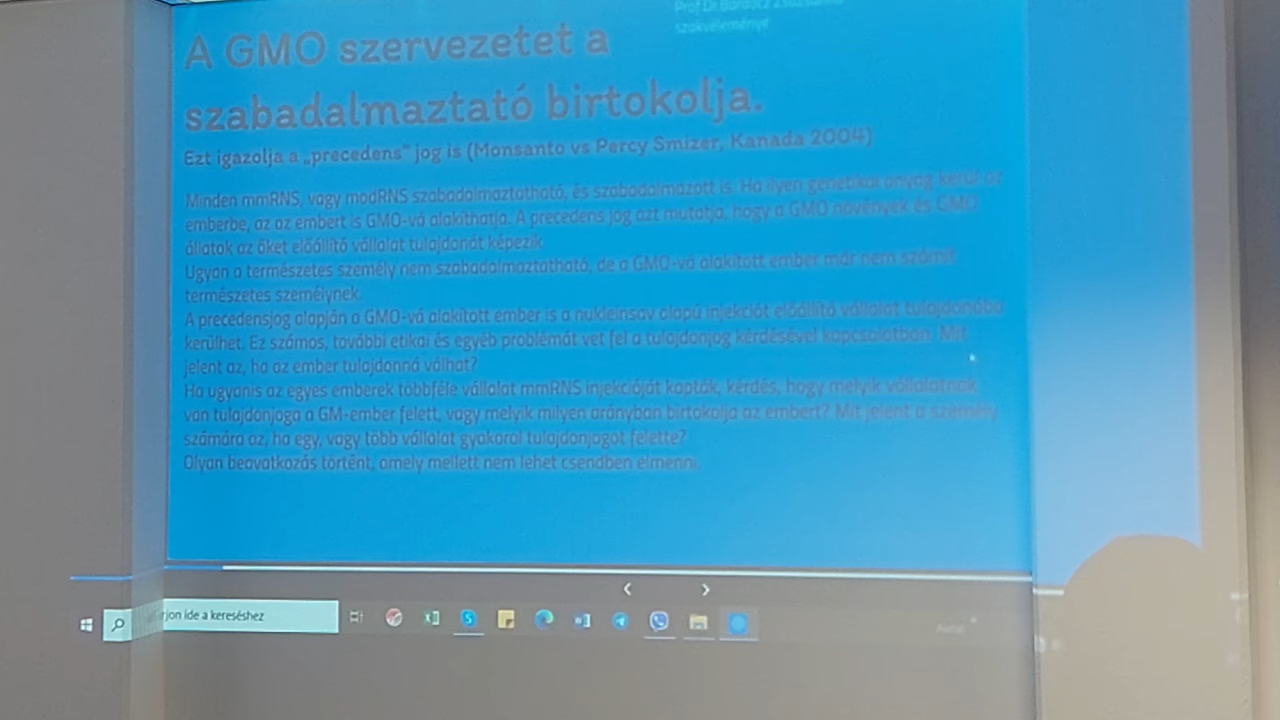 Prof.Dr.Bardócz Zsuzsanna
szakvéleménye
A GMO szervezetet a
szabadalmaztató birtokolja.
Ezt igazolja a „precedens” jog is (Monsanto vs Percy Smizer, Kanada 2004)
Minden mmRNS, vagy modRNS szabadalmaztatható, és szabadalmazott is. Ha ilyen genetikai anyag kerül az
emberbe, az az embert is GMO-vá alakíthatja. A precedens jog azt mutatja, hogy a GMO növények és GMO
állatok az őket előállító vállalat tulajdonát képezik.
Ugyan a természetes személy nem szabadalmaztatható, de a GMO-vá alakított ember már nem számít
természetes személynek.
A precedensjog alapján a GMO-vá alakított ember is a nukleinsav alapú injekciót előállító vállalat tulajdonába
kerülhet. Ez számos, további etikai és egyéb problémát vet fel a tulajdonjog kérdésével kapcsolatban. Mit
jelent az, ha az ember tulajdonná válhat?
Ha ugyanis az egyes emberek többféle vállalat mmRNS injekcióját kapták, kérdés, hogy melyik vállalatnak
van tulajdonjoga a GM-ember felett, vagy melyik milyen arányban birtokolja az embert? Mit jelent a személy
számára az, ha egy, vagy több vállalat gyakorol tulajdonjogot felette?
Olyan beavatkozás történt, amely mellett nem lehet csendben elmenni.
ide a kereséshez